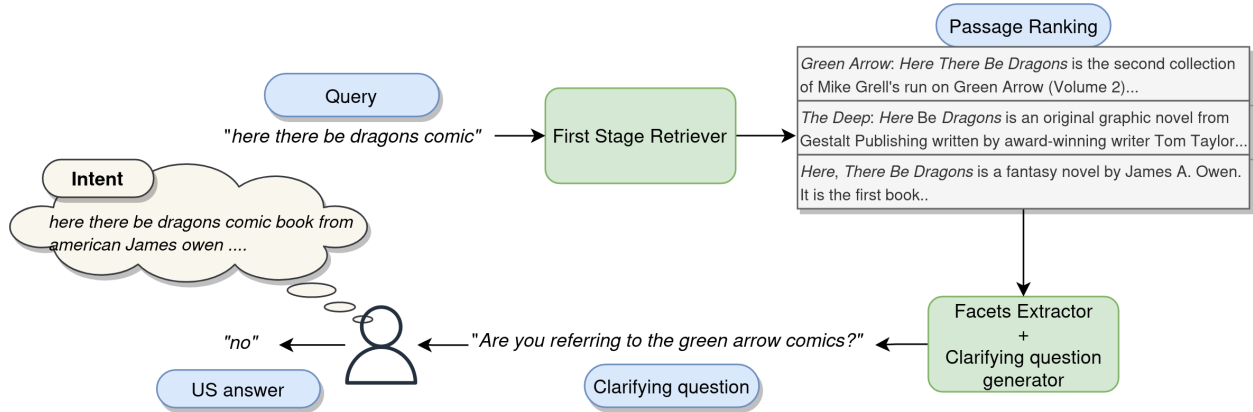 Passage Ranking
Query
"here there be dragons comic"
First Stage Retriever
Green Arrow: Here There Be Dragons is the second collection
of Mike Grell's run on Green Arrow (Volume 2)...
The Deep: Here Be Dragons is an original graphic novel from
Gestalt Publishing written by award-winning writer Tom Taylor...
Here, There Be Dragons is a fantasy novel by James A. Owen.
It is the first book..
Intent
here there be dragons comic book from
american James owen ....
Facets Extractor
+
Clarifying question
generator
"Are you referring to the green arrow comics?"
Clarifying question
"no"
US answer